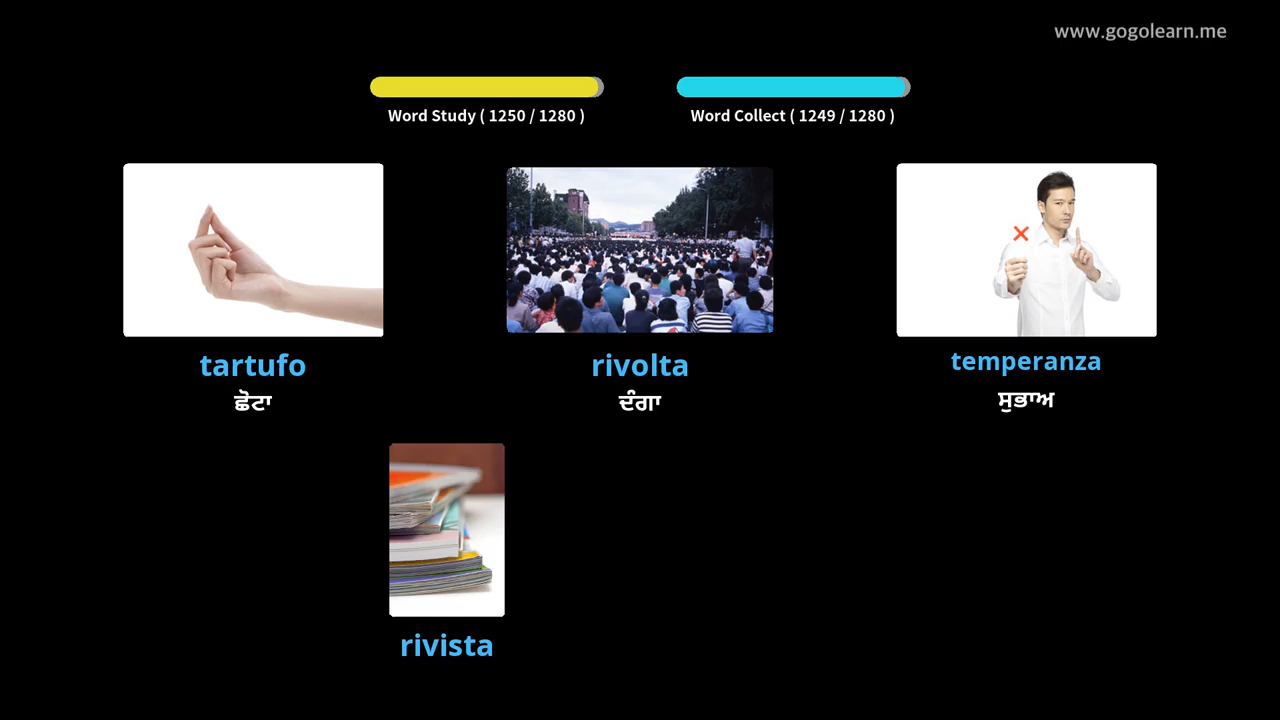 www.gogolearn.me
Word Study ( 1250 / 1280 )
Word Collect ( 1249 / 1280 )
tartufo
ਛੋਟਾ
rivolta
ਦੰਗਾ
temperanza
ਸੁਭਾਅ
rivista